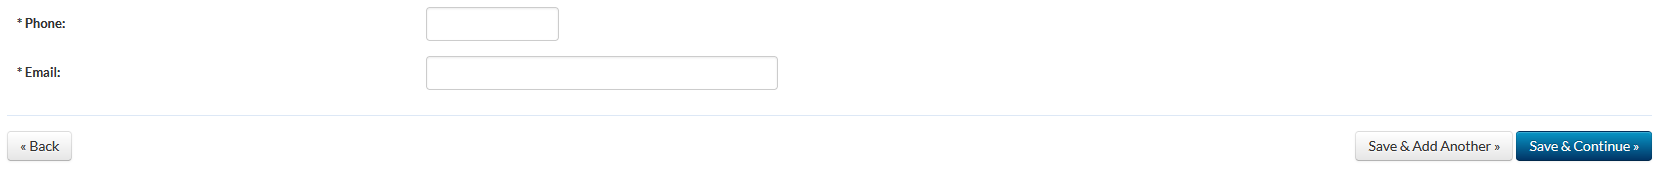 * Phone:
* Email:
« Back
Save & Add Another »
Save & Continue »